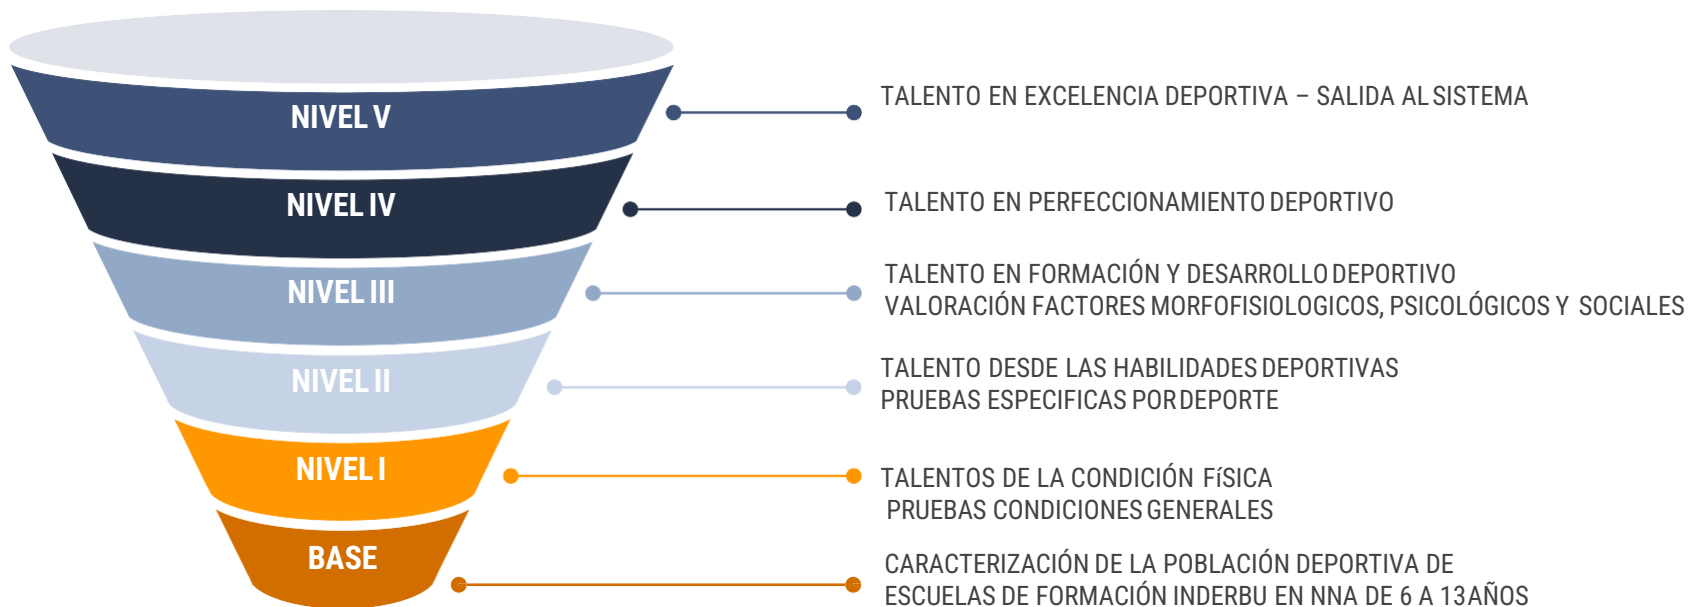 NIVEL V
TALENTO EN EXCELENCIA DEPORTIVA – SALIDA AL SISTEMA
NIVEL IV
TALENTO EN PERFECCIONAMIENTO DEPORTIVO
NIVEL III
TALENTO EN FORMACIÓN Y DESARROLLO DEPORTIVO
VALORACIÓN FACTORES MORFOFISIOLOGICOS, PSICOLÓGICOS Y SOCIALES
NIVEL II
TALENTO DESDE LAS HABILIDADES DEPORTIVAS
PRUEBAS ESPECIFICAS POR DEPORTE
NIVEL I
TALENTOS DE LA CONDICIÓN FíSICA
PRUEBAS CONDICIONES GENERALES
BASE
CARACTERIZACIÓN DE LA POBLACIÓN DEPORTIVA DE
ESCUELAS DE FORMACIÓN INDERBU EN NNA DE 6 A 13 AÑOS